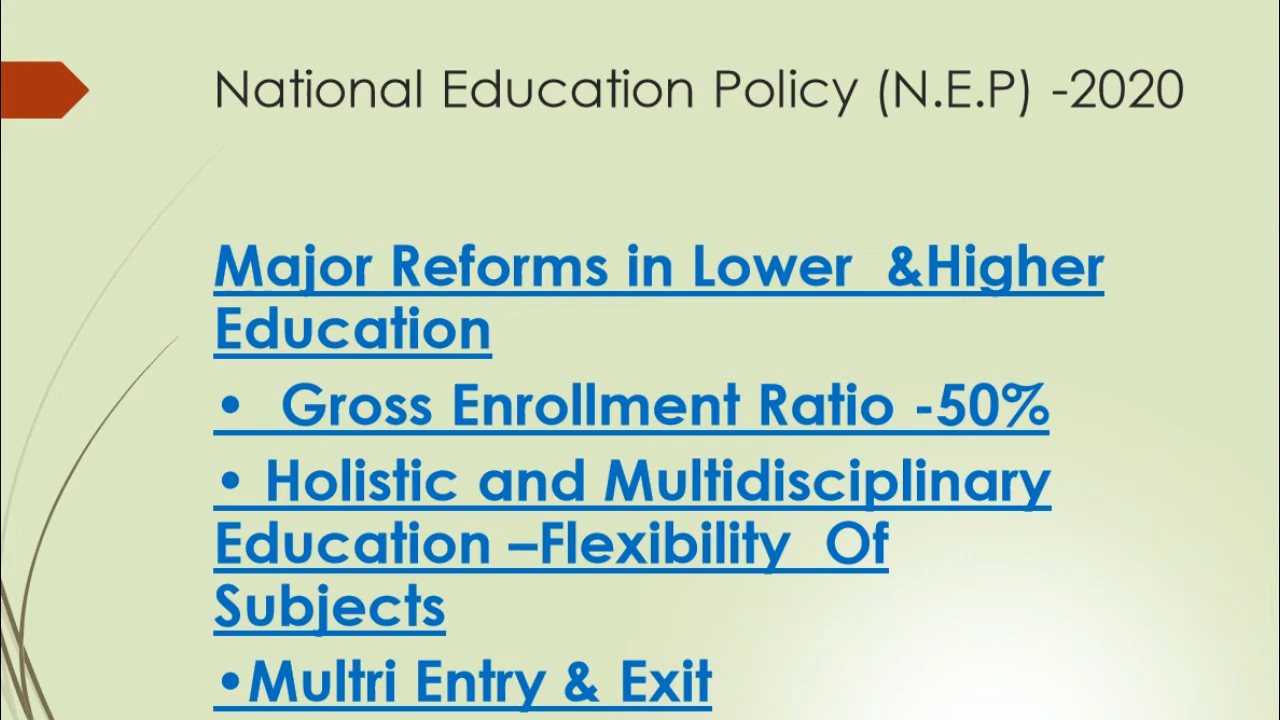 National Education Policy (N.E.P) -2020
Major Reforms in Lower  &Higher
Education
•  Gross Enrollment Ratio -50%
• Holistic and Multidisciplinary
Education –Flexibility  Of
Subjects
•Multri Entry & Exit